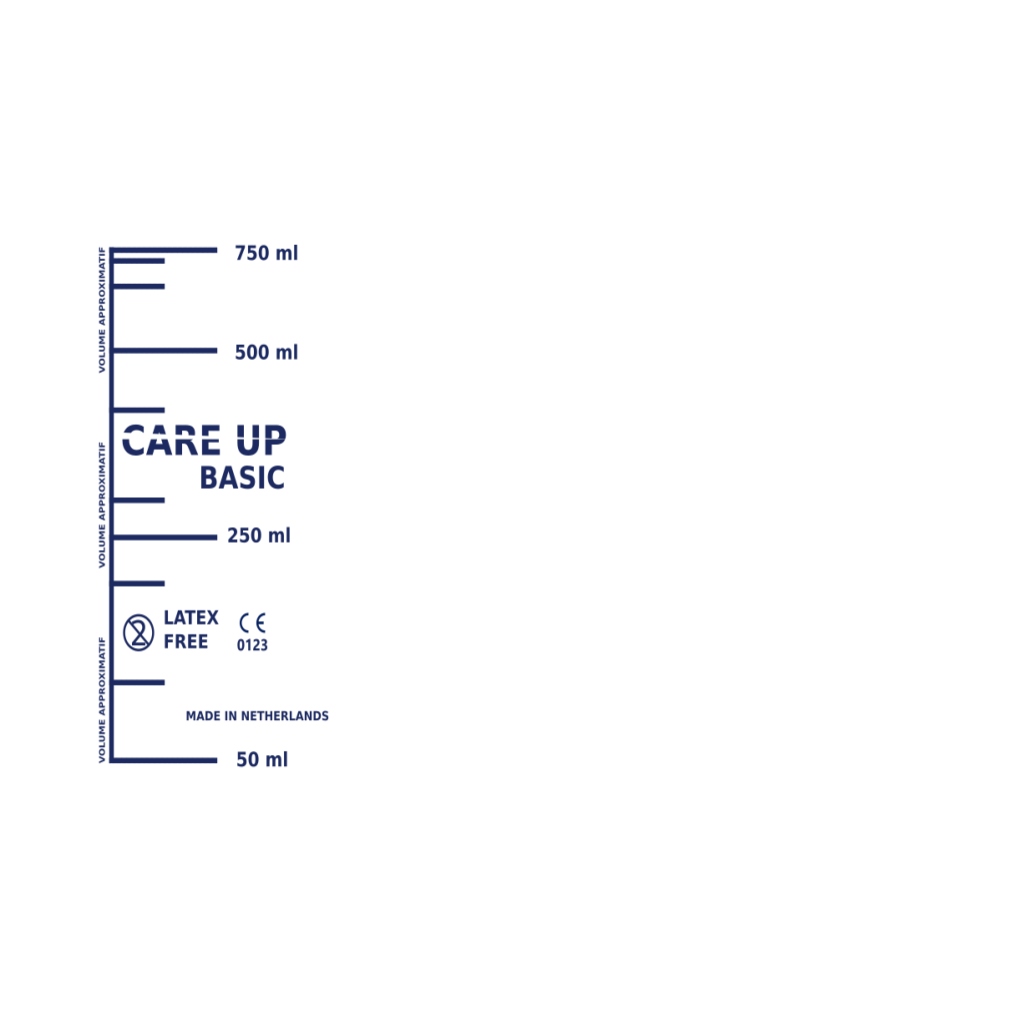 VOLUME APPROXIMATIF
VOLUME APPROXIMATIF
VOLUME APPROXIMATIF
750 ml
500 ml
CARE UP
BASIC
250 ml
2
LATEX
FREE
CE
0123
MADE IN NETHERLANDS
50 ml